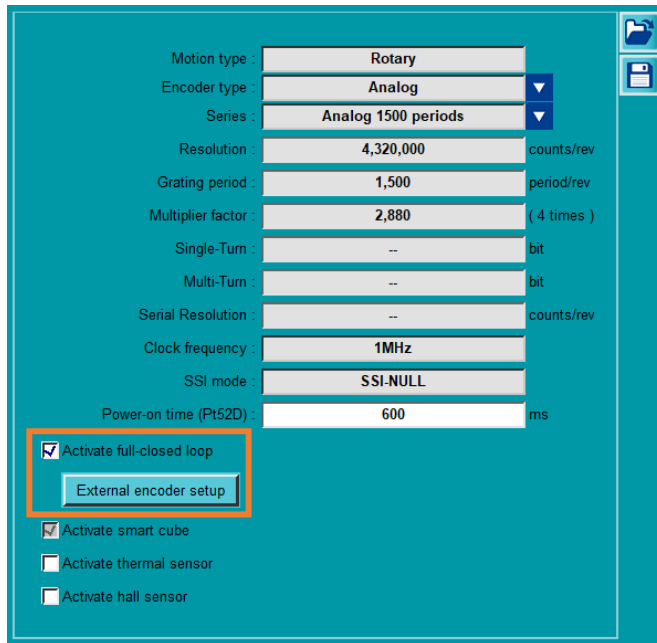 Motion type : Rotary
Encoder type : Analog
Series : Analog 1500 periods
Resolution : 4,320,000 counts/rev
Grating period : 1,500 period/rev
Multiplier factor : 2,880 ( 4 times )
Single-Turn : -- bit
Multi-Turn : -- bit
Serial Resolution : -- counts/rev
Clock frequency : 1MHz
SSI mode : SSI-NULL
Power-on time (Pt52D) : 600 ms
Activate full-closed loop
External encoder setup
Activate smart cube
Activate thermal sensor
Activate hall sensor